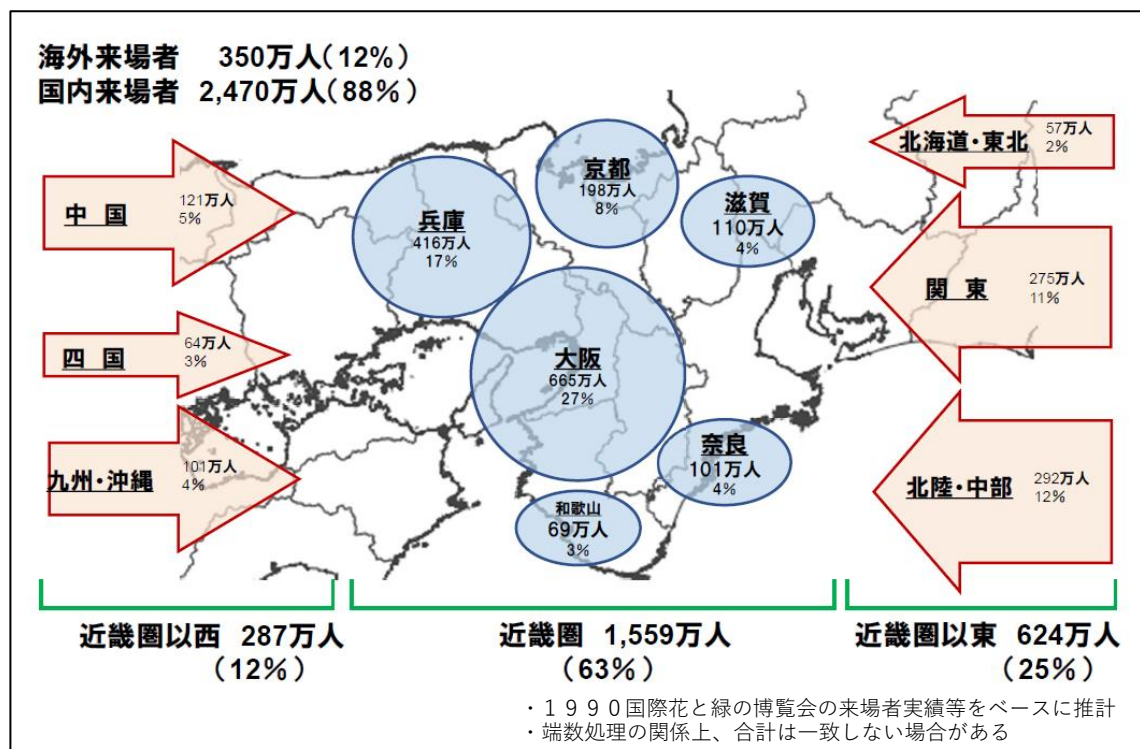 海外来場者 350万人(12%)
国内来場者 2,470万人(88%)
中 国
121万人
5%
四 国
64万人
3%
九州・沖縄
101万人
4%
兵庫
416万人
17%
京都
198万人
8%
滋賀
110万人
4%
大阪
665万人
27%
奈良
101万人
4%
和歌山
69万人
3%
北海道・東北
57万人
2%
関 東
275万人
11%
北陸・中部
292万人
12%
近畿圏以西 287万人
(12%)
近畿圏 1,559万人
(63%)
近畿圏以東 624万人
(25%)
・1990国際花と緑の博覧会の来場者実績等をベースに推計
・端数処理の関係上、合計は一致しない場合がある